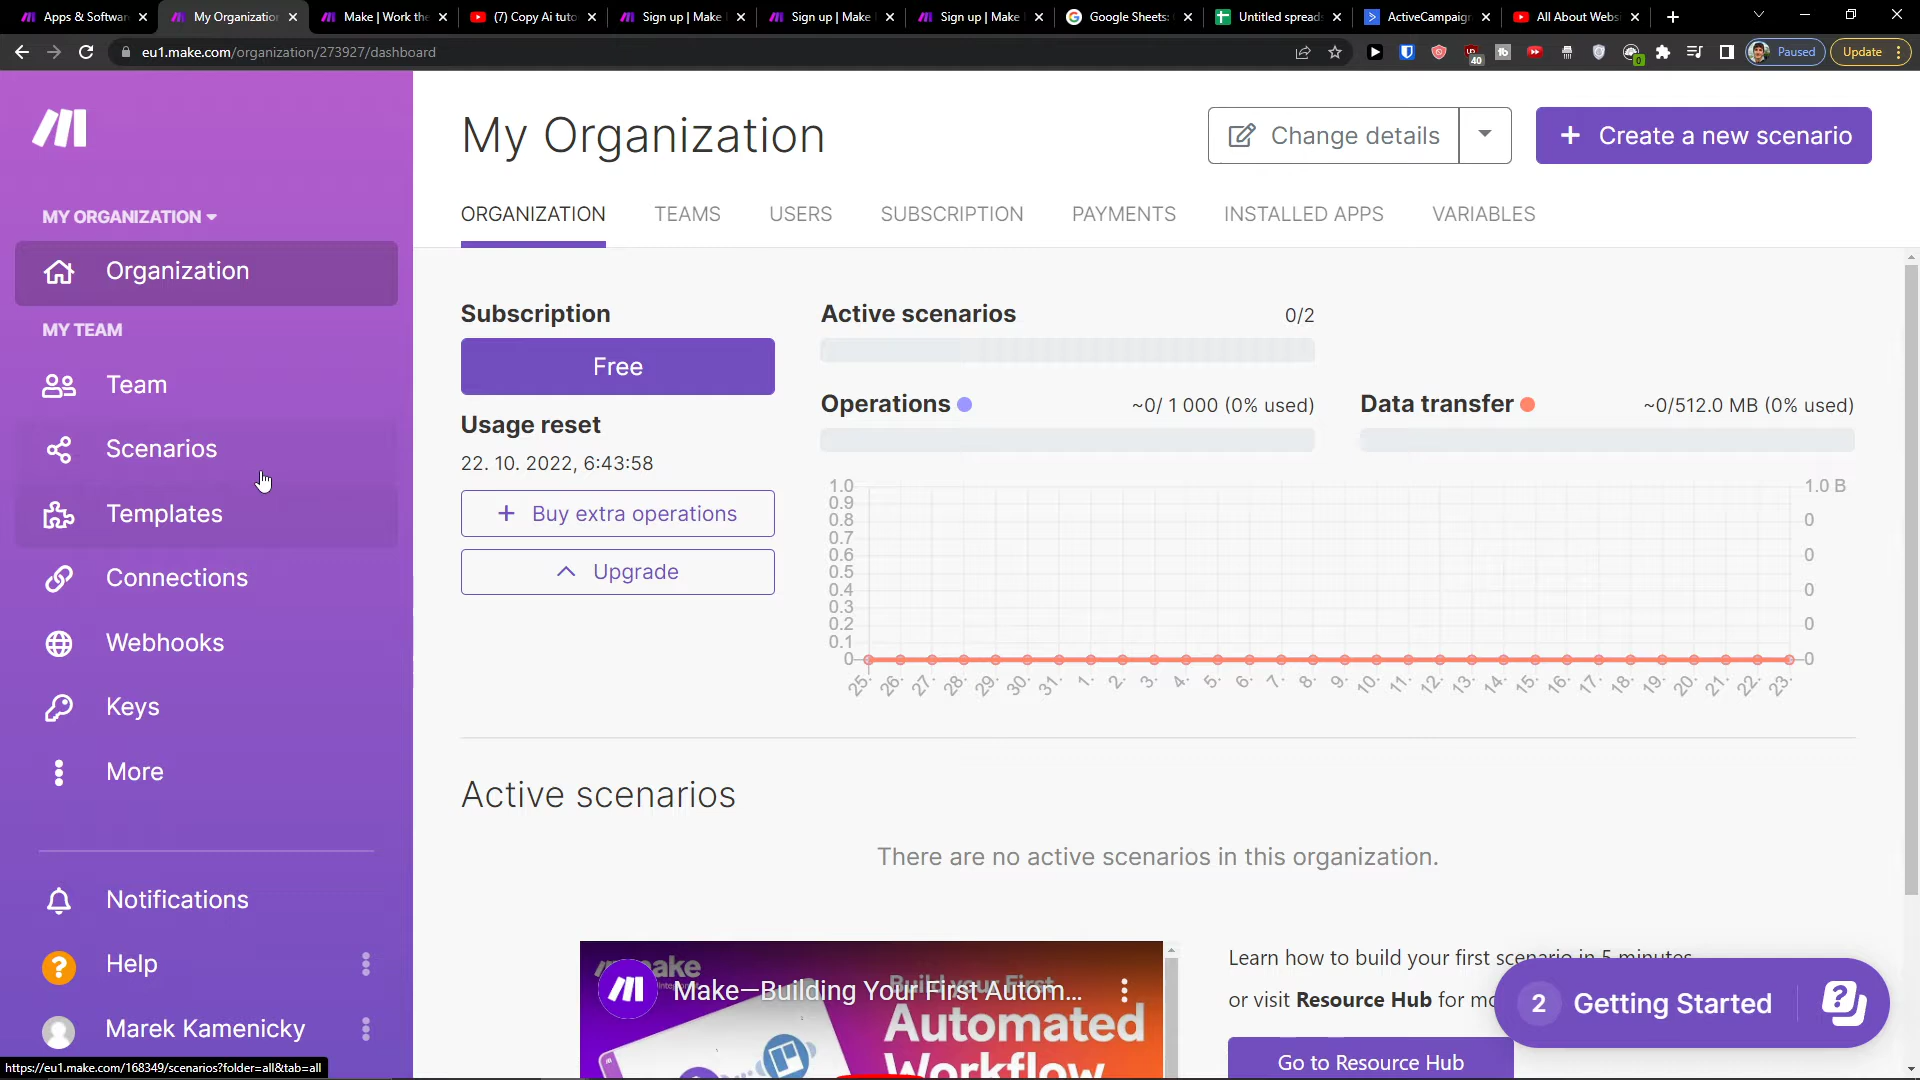 Apps & Softwar
My Organization
Make | Work the
(7) Copy Ai tuto
Sign up | Make
Sign up | Make
Sign up | Make
Google Sheets:
Untitled spreads
ActiveCampaign
All About Websi
eu1.make.com/organization/273927/dashboard
40
0
Paused
Update
MY ORGANIZATION
Organization
MY TEAM
Team
Scenarios
Templates
Connections
Webhooks
Keys
More
Notifications
Help
Marek Kamenicky
https://eu1.make.com/168349/scenarios?folder=all&tab=all
My Organization
Change details
+ Create a new scenario
ORGANIZATION TEAMS USERS SUBSCRIPTION PAYMENTS INSTALLED APPS VARIABLES
Subscription
Free
Usage reset
22. 10. 2022, 6:43:58
+ Buy extra operations
Upgrade
Active scenarios 0/2
Operations ~0/ 1 000 (0% used)
Data transfer ~0/512.0 MB (0% used)
1.0 1.0 B
0.9
0.8 0
0.7
0.6 0
0.5
0.4 0
0.3
0.2 0
0.1
0 0
25. 26. 27. 28. 29. 30. 31. 1. 2. 3. 4. 5. 6. 7. 8. 9. 10. 11. 12. 13. 14. 15. 16. 17. 18. 19. 20. 21. 22. 23.
Active scenarios
There are no active scenarios in this organization.
make
Make—Building Your First Autom...
Build your First
Automated
Workflow
Learn how to build your first scenario in 5 minutes
or visit Resource Hub for mo
Go to Resource Hub
2 Getting Started